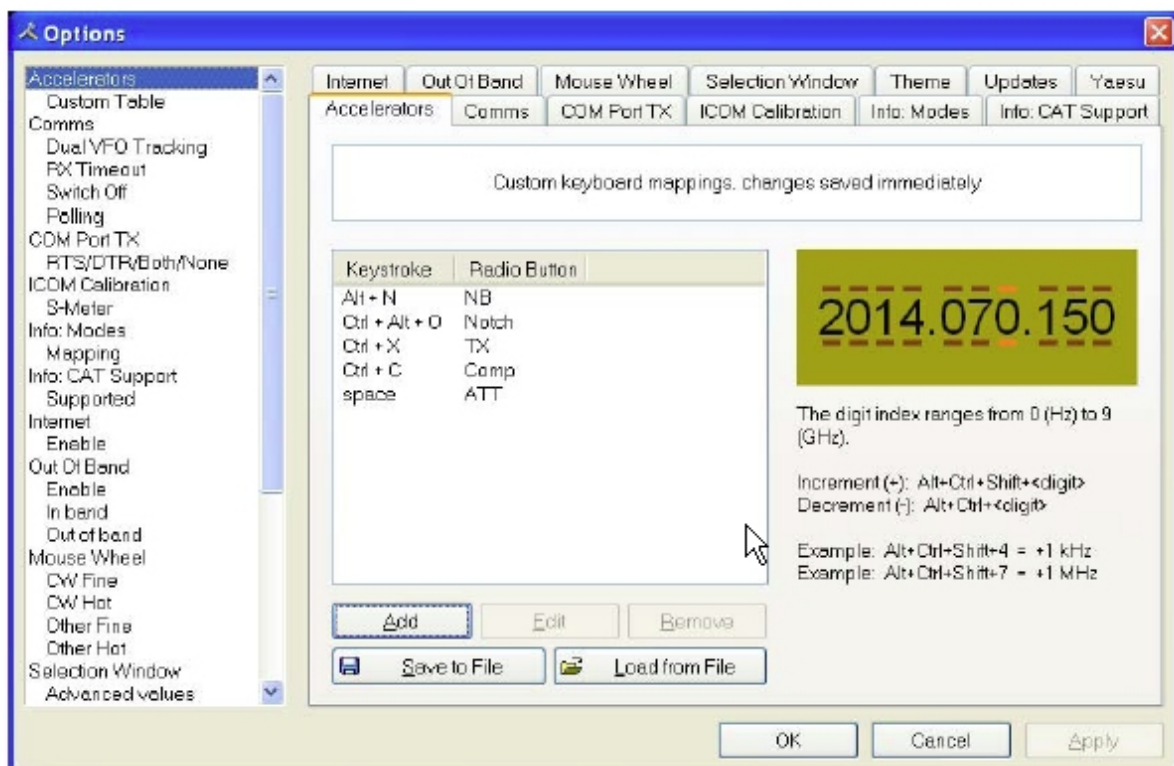 Options
Accelerators
Custom Table
Comms
Dual VFO Tracking
RX Timeout
Switch Off
Polling
COM Port TX
RTS/DTR/Both/None
ICOM Calibration
S-Meter
Info: Modes
Mapping
Info: CAT Support
Supported
Internet
Enable
Out Of Band
Enable
In band
Out of band
Mouse Wheel
CW Fine
CW Hot
Other Fine
Other Hot
Selection Window
Advanced values
Internet Out Of Band Mouse Wheel Selection Window Theme Updates Yaesu
Accelerators Comms COM Port TX ICOM Calibration Info: Modes Info: CAT Support
Custom keyboard mappings. changes saved immediately
Keystroke Radio Button
Alt + N NB
Ctrl + Alt + O Notch
Ctrl + X TX
Ctrl + C Comp
space ATT
2014.070.150
The digit index ranges from 0 (Hz) to 9
(GHz).
Increment (+): Alt+Ctrl+Shift+<digit>
Decrement (-): Alt+Ctrl+<digit>
Example: Alt+Ctrl+Shift+4 = +1 kHz
Example: Alt+Ctrl+Shift+7 = +1 MHz
Add Edit Remove
Save to File Load from File
OK Cancel Apply